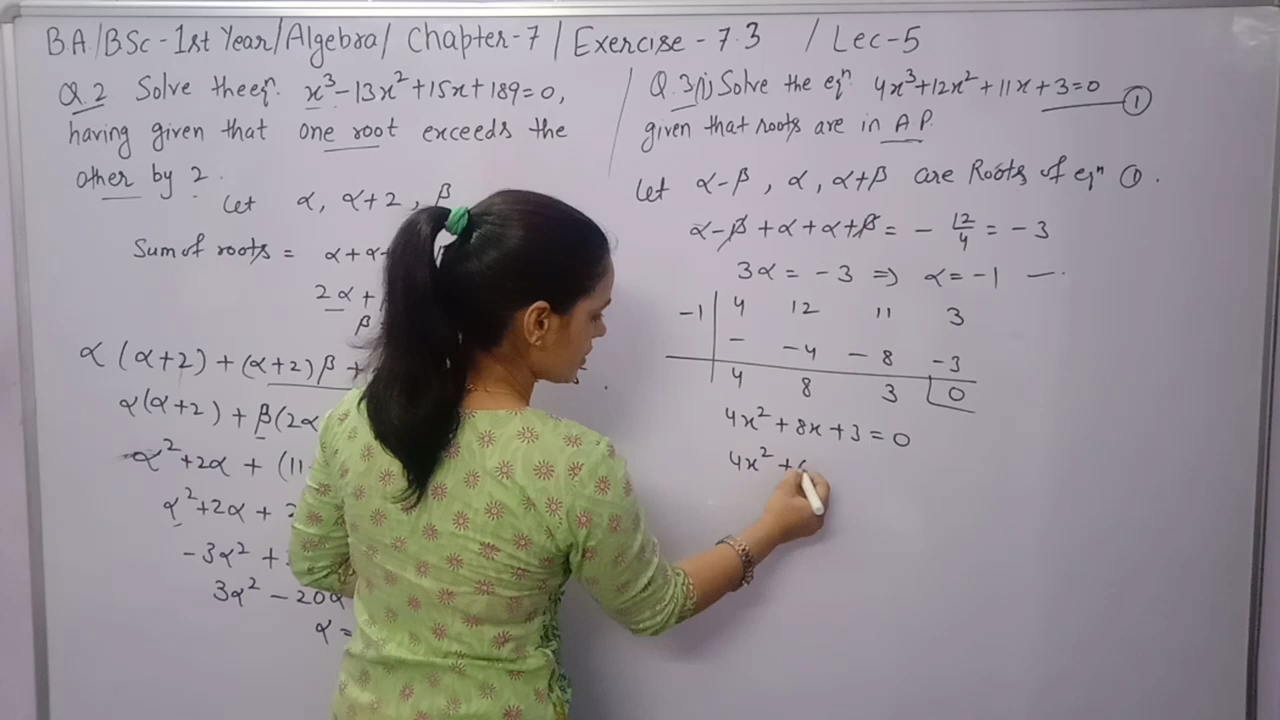 BA/BSc-1st Year/Algebra/ Chapter-7 / Exercise-7.3 / Lec-5
Q.2 Solve the eqn. x³-13x²+15x+189=0,
having given that one root exceeds the
other by 2.
Let α, α+2, β
Sum of roots = α+α
2α+
β
α(α+2)+(α+2)β+
α(α+2)+β(2α
α²+2α+(11
α²+2α+
-3α²+
3α²-20α
α=
Q.3(i) Solve the eqn 4x³+12x²+11x+3=0 ①
given that roots are in A.P.
Let α-β, α, α+β are Roots of eqn ①.
α-β+α+α+β = -12/4 = -3
3α = -3 ⇒ α = -1
-1 | 4 12 11 3
- -4 -8 -3
4 8 3 0
4x²+8x+3=0
4x²+